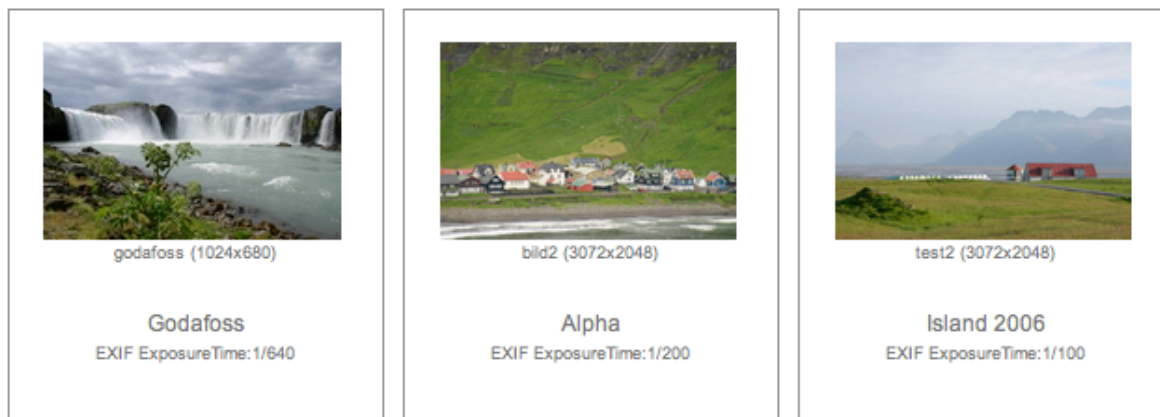 godafoss (1024x680)
Godafoss
EXIF ExposureTime:1/640
bild2 (3072x2048)
Alpha
EXIF ExposureTime:1/200
test2 (3072x2048)
Island 2006
EXIF ExposureTime:1/100